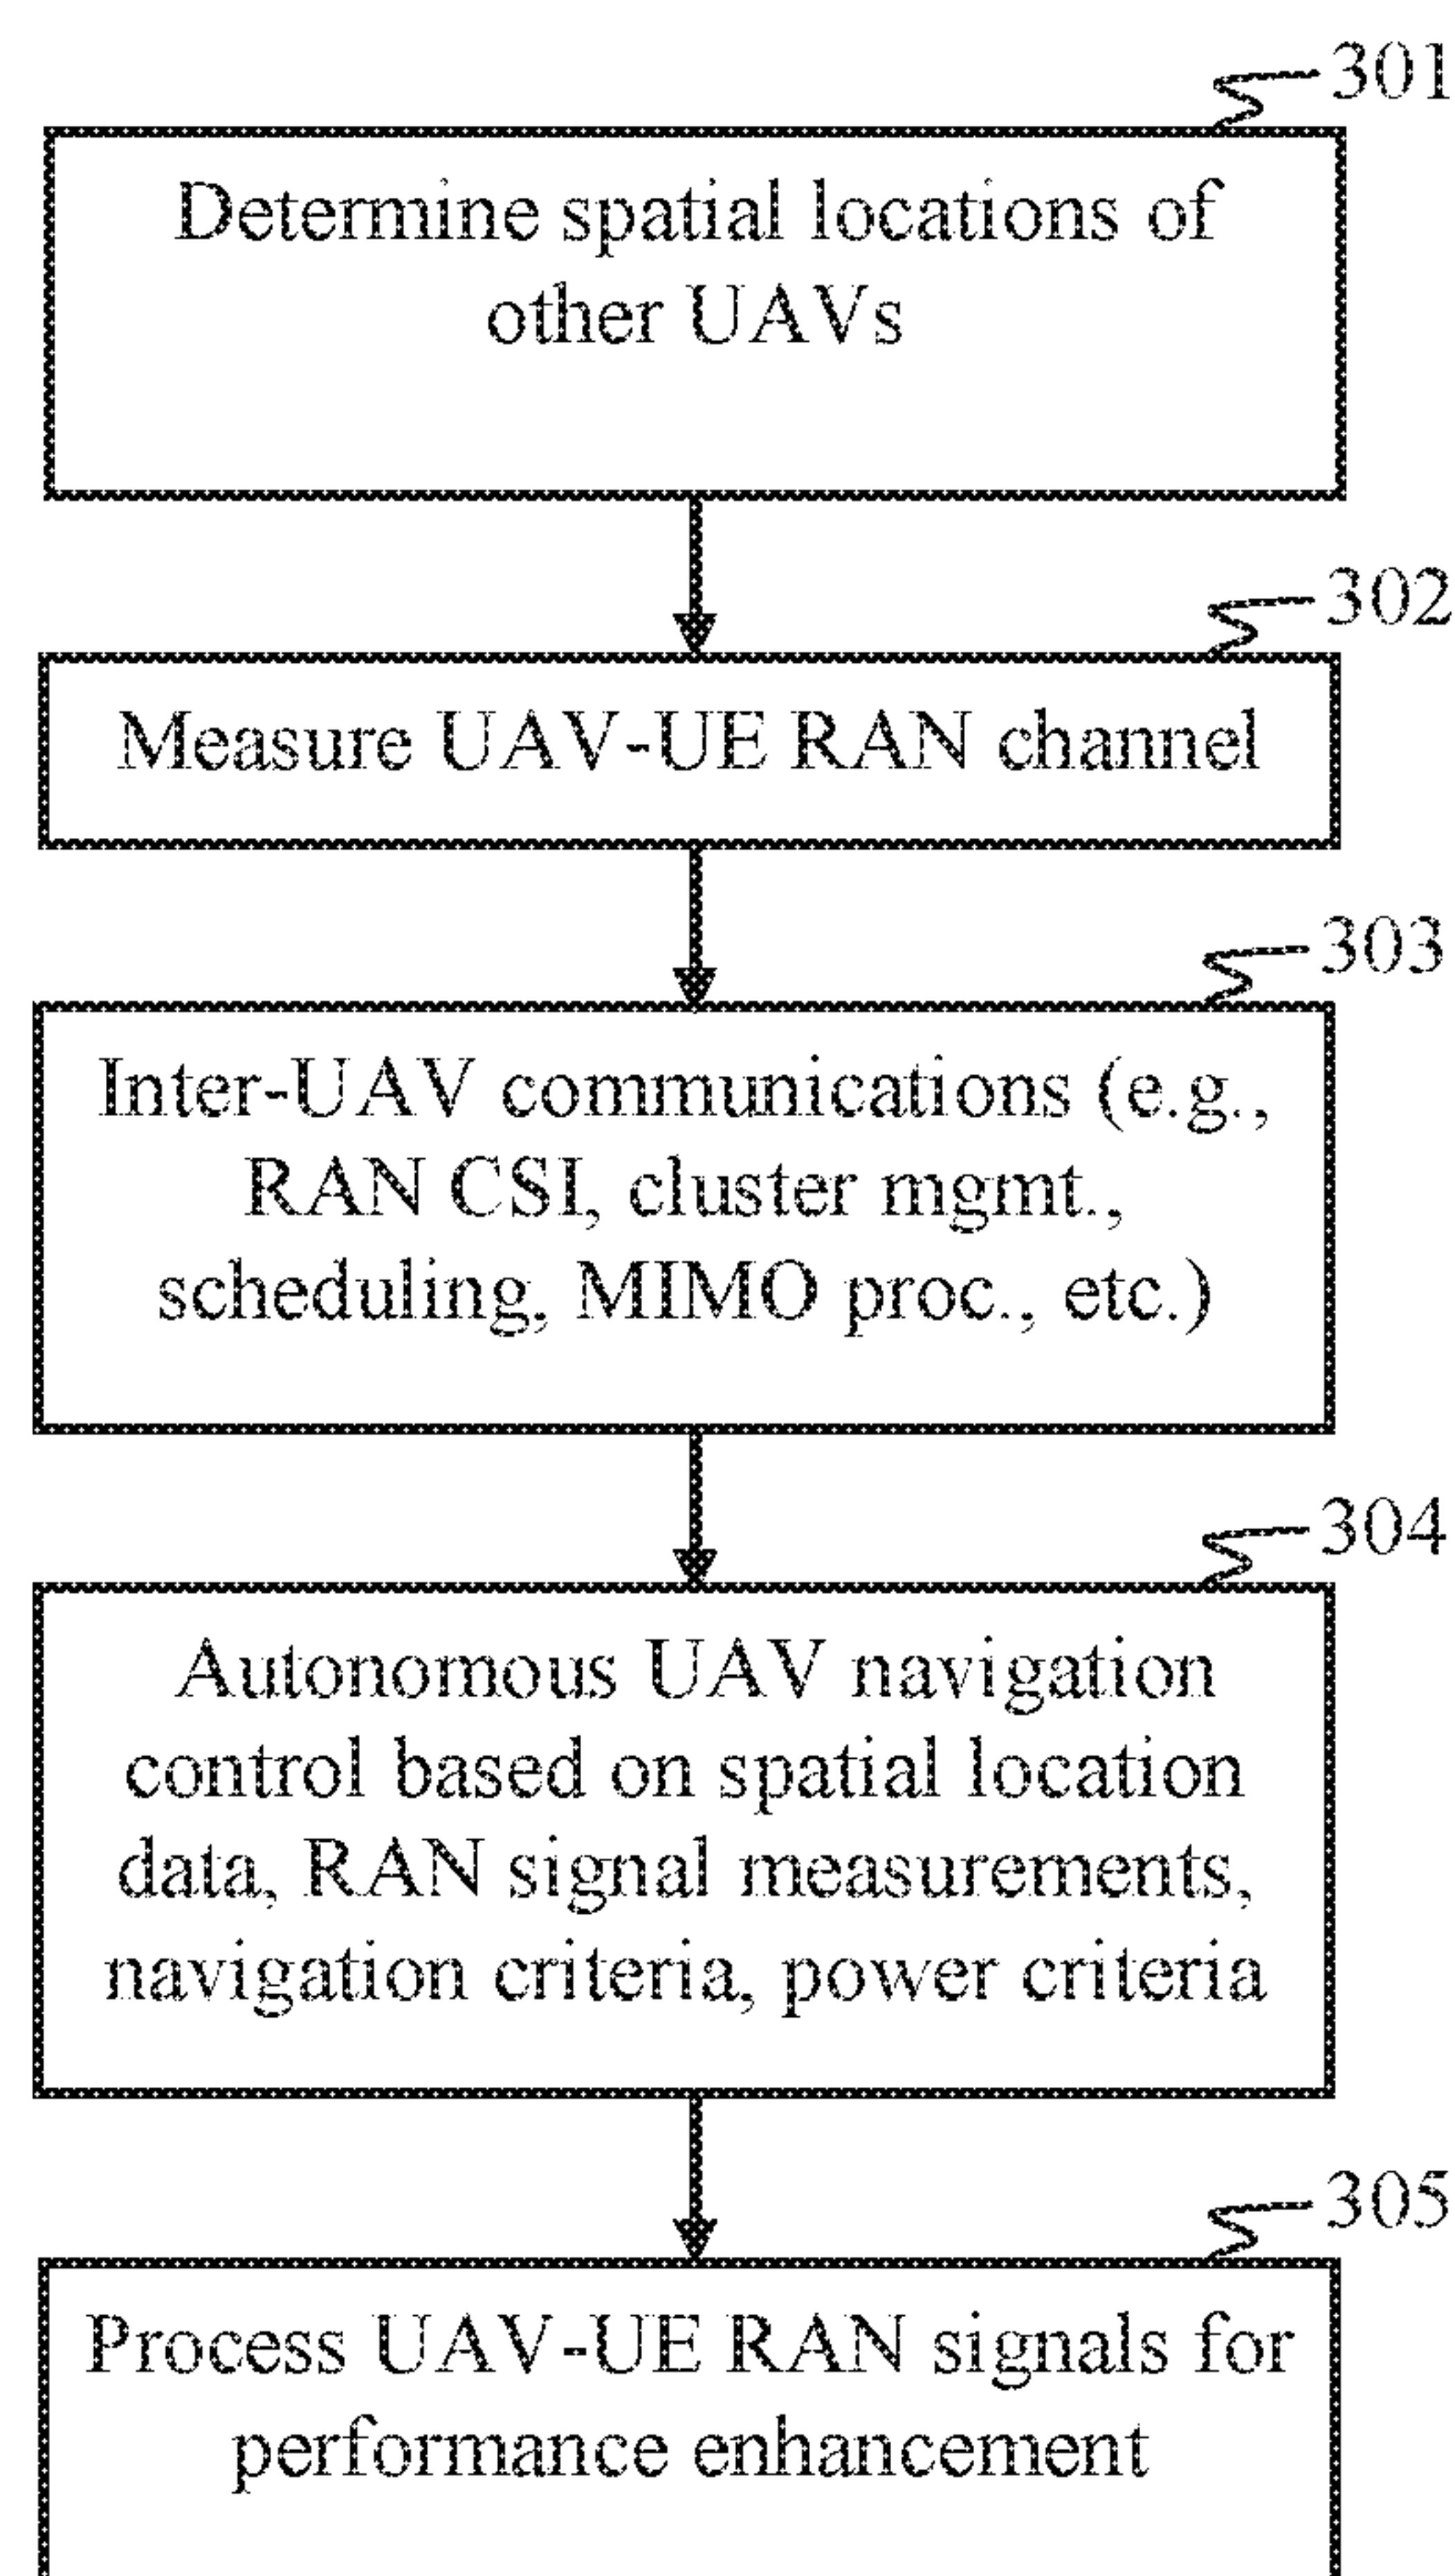 301
Determine spatial locations of
other UAVs
302
Measure UAV-UE RAN channel
303
Inter-UAV communications (e.g.,
RAN CSI, cluster mgmt.,
scheduling, MIMO proc., etc.)
304
Autonomous UAV navigation
control based on spatial location
data, RAN signal measurements,
navigation criteria, power criteria
305
Process UAV-UE RAN signals for
performance enhancement